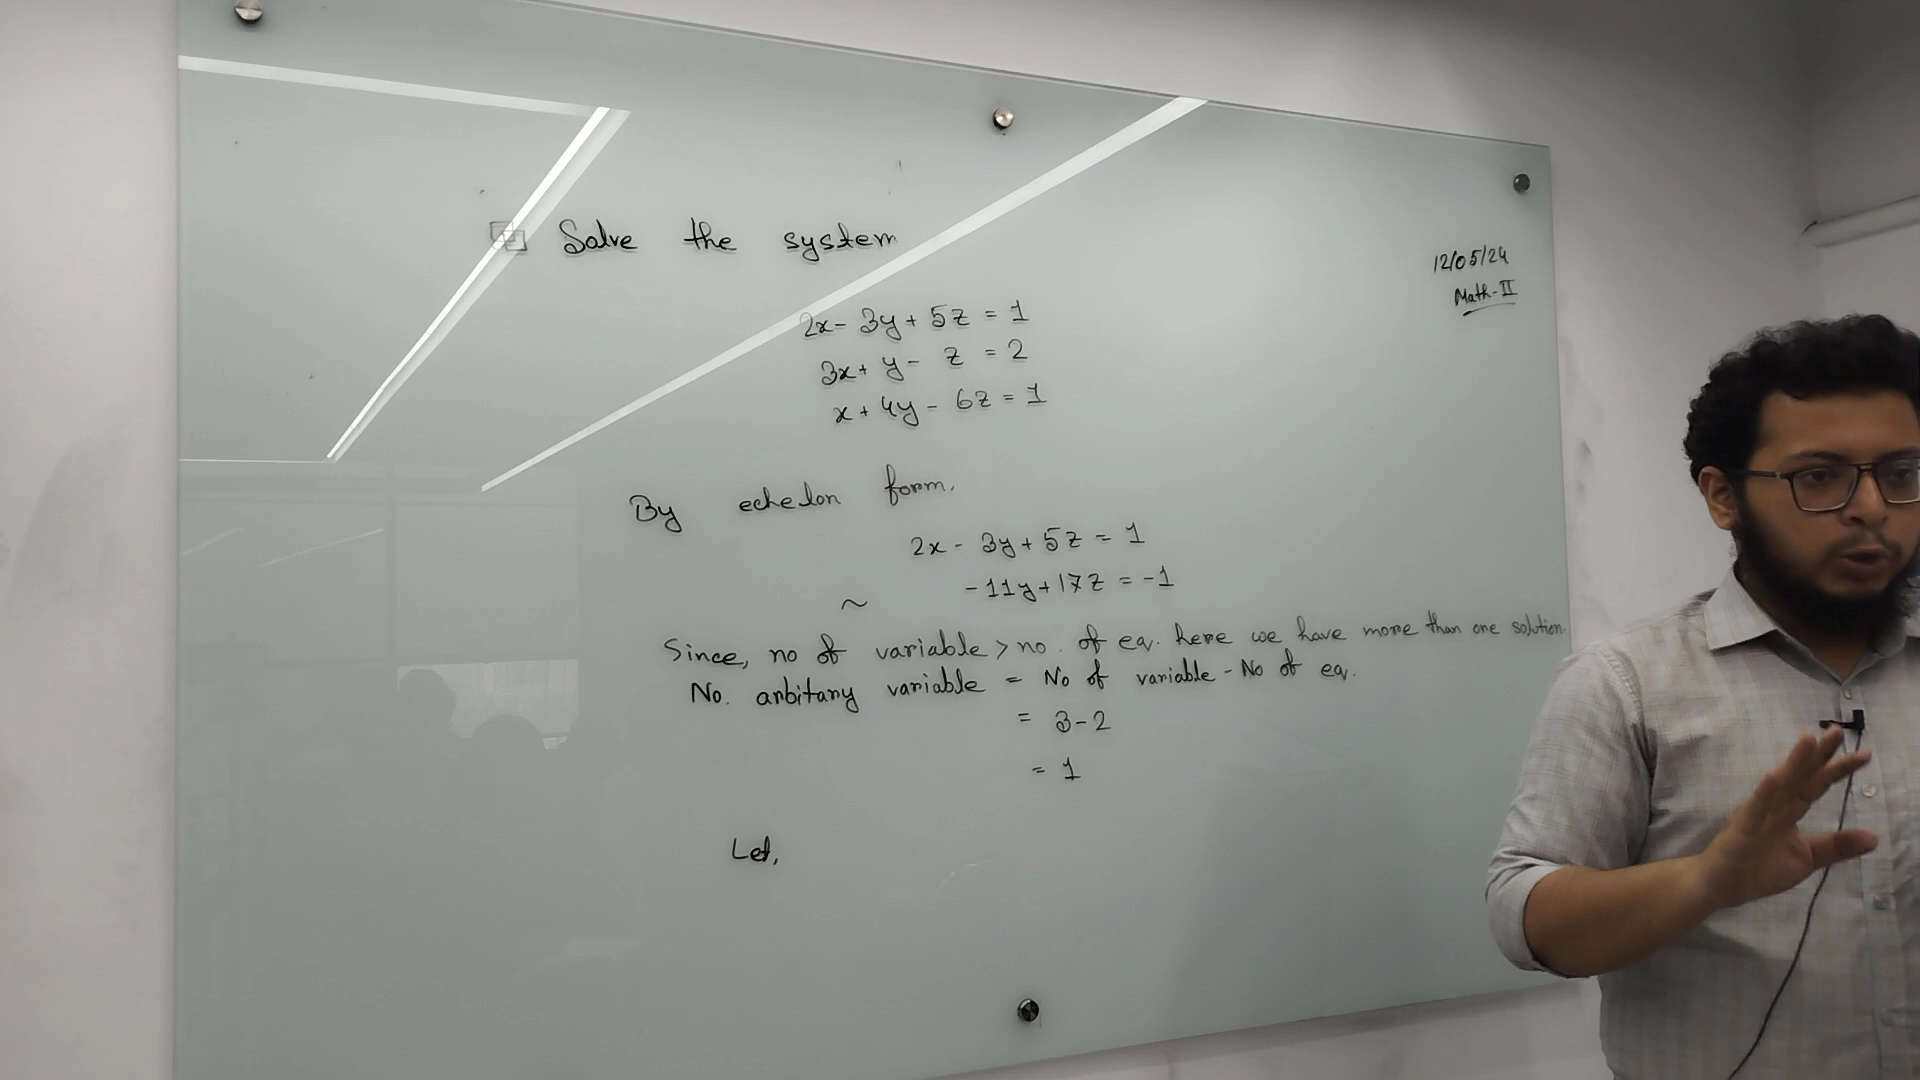 Solve the system
12/05/24
Math-II
2x - 3y + 5z = 1
3x + y - z = 2
x + 4y - 6z = 1
By echelon form,
2x - 3y + 5z = 1
-11y + 17z = -1
~
Since, no of variable > no. of eq. here we have more than one solution.
No. arbitary variable = No of variable - No of eq.
= 3-2
= 1
Let,